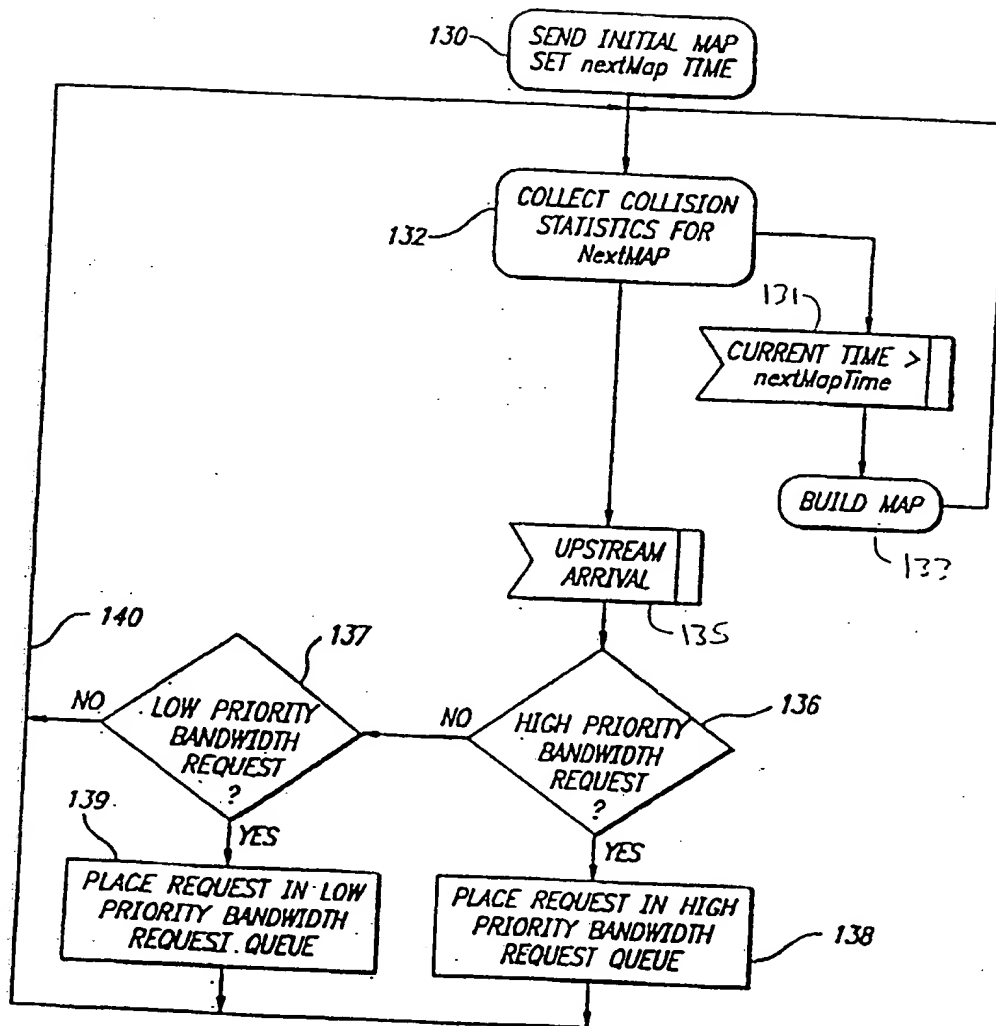 130
SEND INITIAL MAP
SET nextMap TIME
132
COLLECT COLLISION
STATISTICS FOR
NextMAP
131
CURRENT TIME >
nextMapTime
BUILD MAP
133
UPSTREAM
ARRIVAL
135
140
137
136
NO
LOW PRIORITY
BANDWIDTH
REQUEST
?
NO
HIGH PRIORITY
BANDWIDTH
REQUEST
?
139
YES
YES
PLACE REQUEST IN LOW
PRIORITY BANDWIDTH
REQUEST QUEUE
PLACE REQUEST IN HIGH
PRIORITY BANDWIDTH
REQUEST QUEUE
138